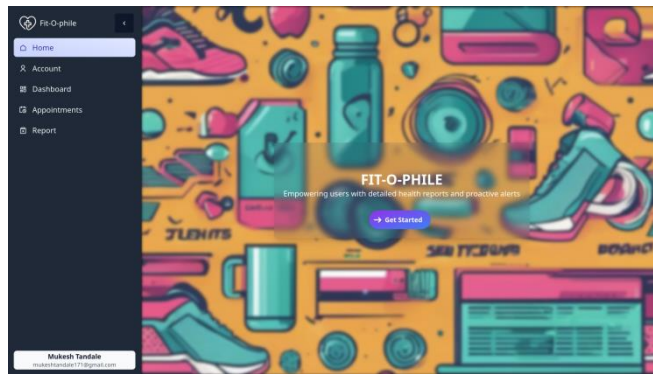 Fit-O-phile
Home
Account
Dashboard
Appointments
Report
Mukesh Tandale
mukeshtandale171@gmail.com
FIT-O-PHILE
Empowering users with detailed health reports and proactive alerts
→ Get Started